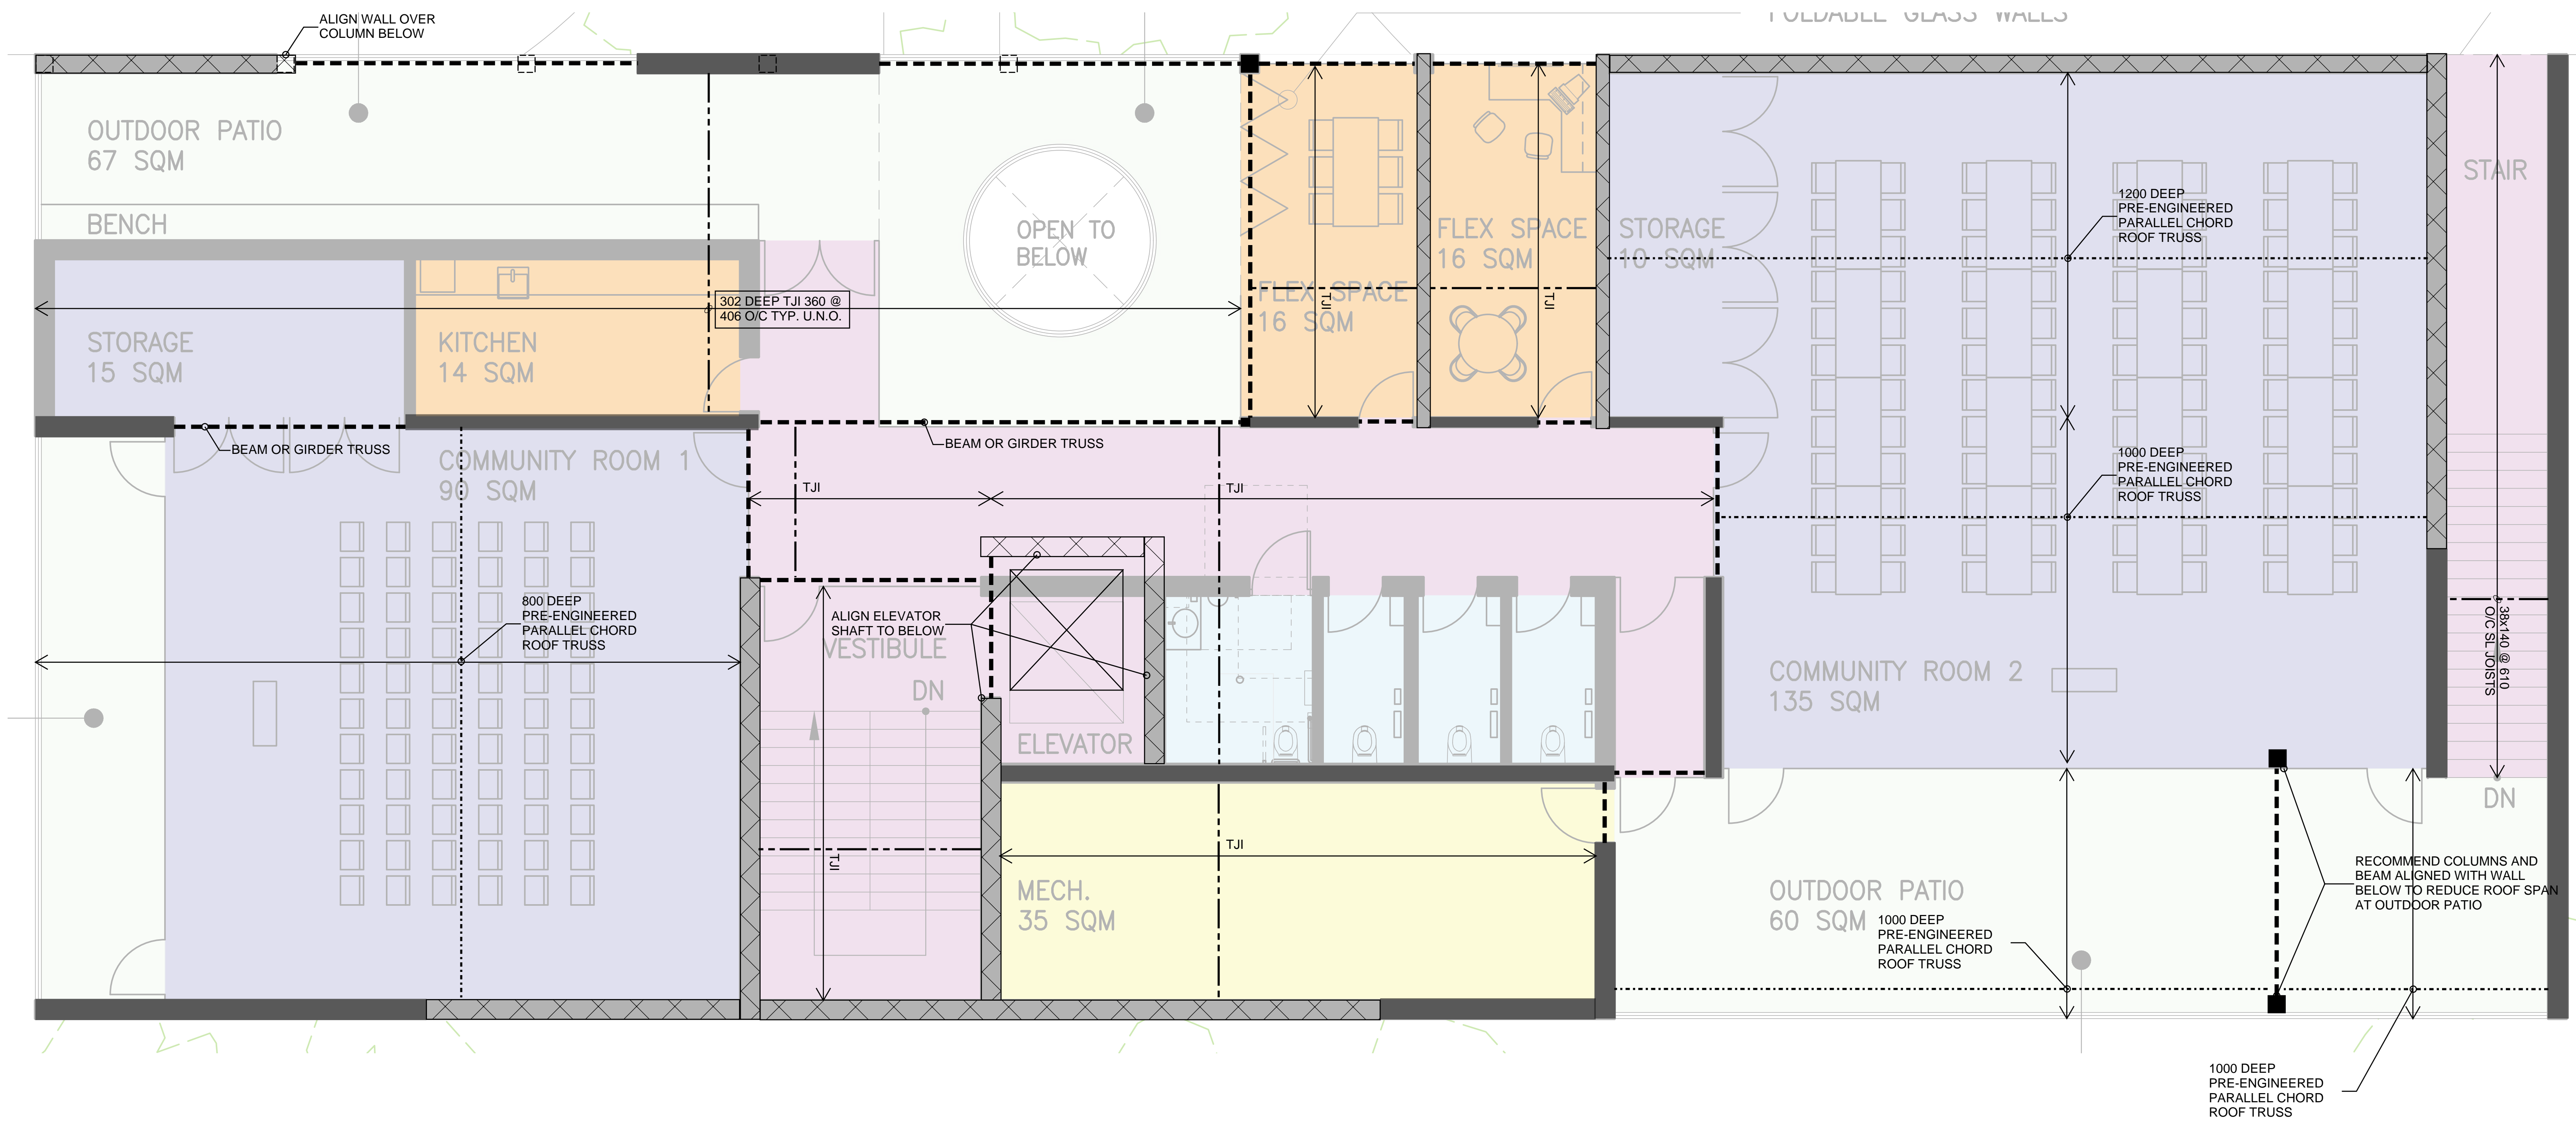 ALIGN WALL OVER
COLUMN BELOW
FOLDABLE GLASS WALLS
OUTDOOR PATIO
67 SQM
BENCH
OPEN TO
BELOW
FLEX SPACE
16 SQM
FLEX SPACE
16 SQM
STORAGE
10 SQM
1200 DEEP
PRE-ENGINEERED
PARALLEL CHORD
ROOF TRUSS
STAIR
302 DEEP TJI 360 @
406 O/C TYP. U.N.O.
TJI
TJI
STORAGE
15 SQM
KITCHEN
14 SQM
BEAM OR GIRDER TRUSS
BEAM OR GIRDER TRUSS
COMMUNITY ROOM 1
90 SQM
TJI
TJI
1000 DEEP
PRE-ENGINEERED
PARALLEL CHORD
ROOF TRUSS
800 DEEP
PRE-ENGINEERED
PARALLEL CHORD
ROOF TRUSS
ALIGN ELEVATOR
SHAFT TO BELOW
VESTIBULE
DN
ELEVATOR
COMMUNITY ROOM 2
135 SQM
38x140 @ 610
O/C SL JOISTS
DN
TJI
TJI
MECH.
35 SQM
OUTDOOR PATIO
60 SQM
1000 DEEP
PRE-ENGINEERED
PARALLEL CHORD
ROOF TRUSS
RECOMMEND COLUMNS AND
BEAM ALIGNED WITH WALL
BELOW TO REDUCE ROOF SPAN
AT OUTDOOR PATIO
1000 DEEP
PRE-ENGINEERED
PARALLEL CHORD
ROOF TRUSS